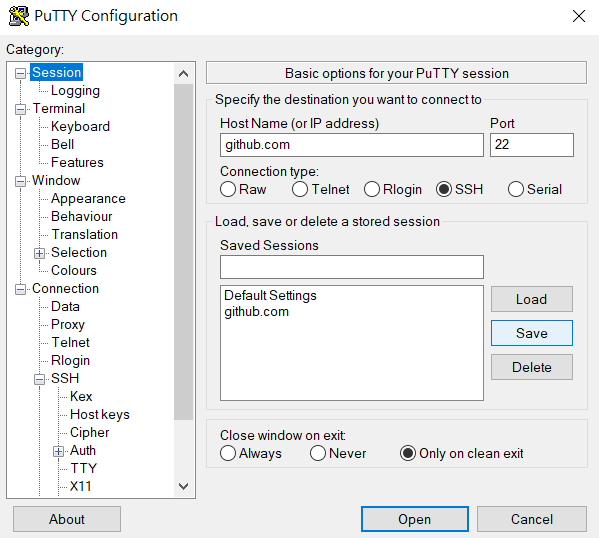 PuTTY Configuration
Category:
Session
Logging
Terminal
Keyboard
Bell
Features
Window
Appearance
Behaviour
Translation
Selection
Colours
Connection
Data
Proxy
Telnet
Rlogin
SSH
Kex
Host keys
Cipher
Auth
TTY
X11
Basic options for your PuTTY session
Specify the destination you want to connect to
Host Name (or IP address) Port
github.com 22
Connection type:
Raw Telnet Rlogin SSH Serial
Load, save or delete a stored session
Saved Sessions
Default Settings
github.com
Load
Save
Delete
Close window on exit:
Always Never Only on clean exit
About Open Cancel